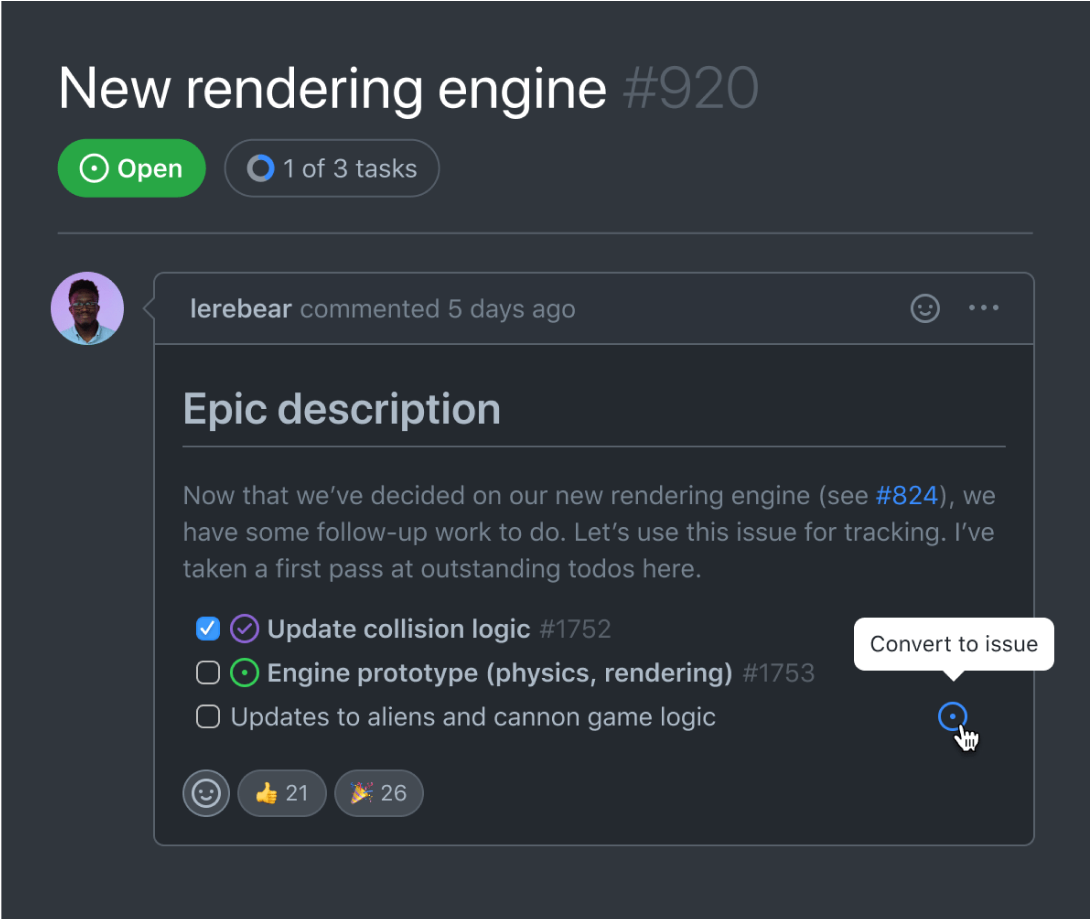 New rendering engine #920
Open 1 of 3 tasks
lerebear commented 5 days ago
Epic description
Now that we’ve decided on our new rendering engine (see #824), we
have some follow-up work to do. Let’s use this issue for tracking. I’ve
taken a first pass at outstanding todos here.
Update collision logic #1752
Convert to issue
Engine prototype (physics, rendering) #1753
Updates to aliens and cannon game logic
👍 21 🎉 26